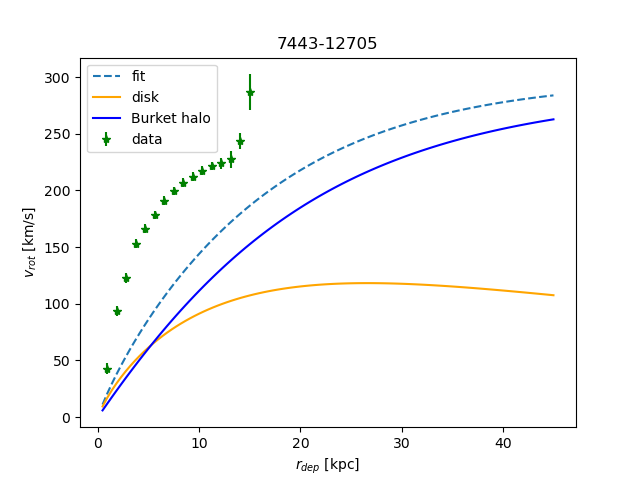 7443-12705
fit
disk
Burket halo
data
300
250
200
150
100
50
0
v_rot [km/s]
0 10 20 30 40
r_dep [kpc]